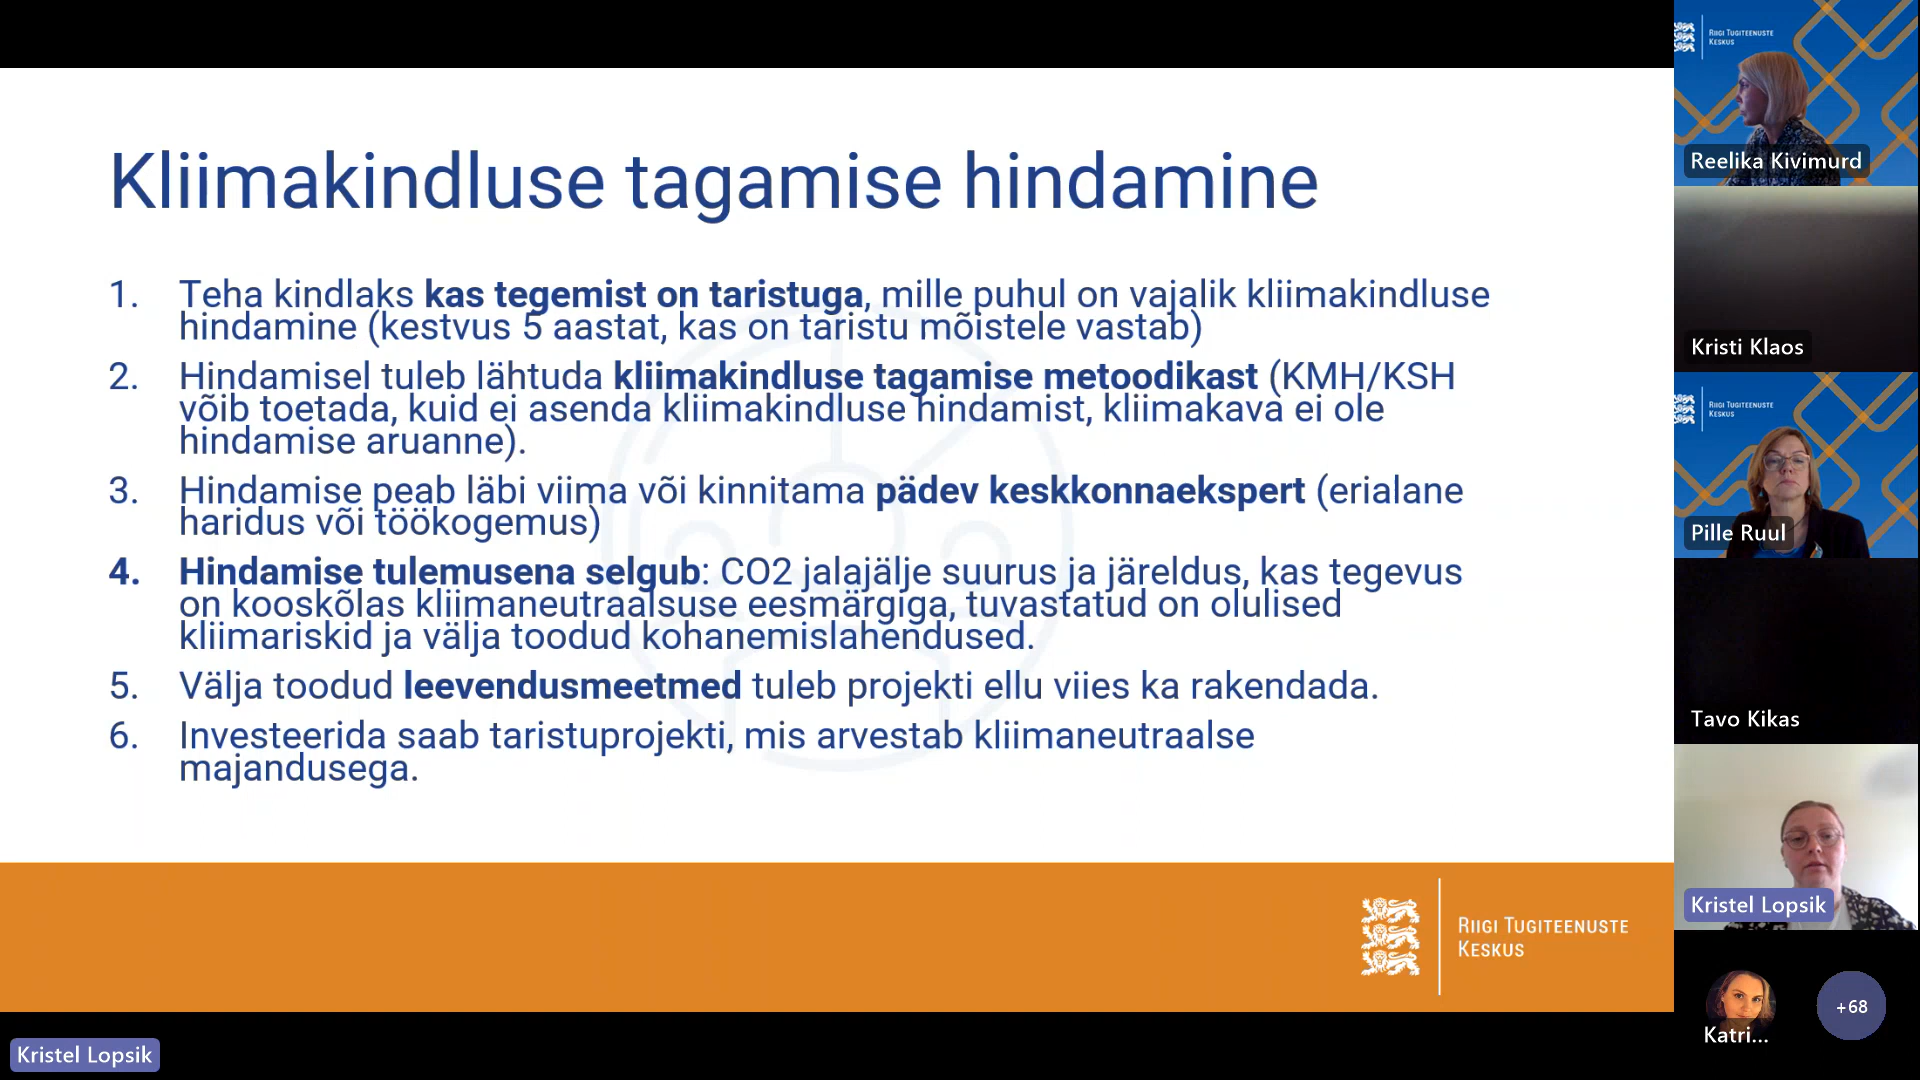 Kliimakindluse tagamise hindamine
1. Teha kindlaks kas tegemist on taristuga, mille puhul on vajalik kliimakindluse
hindamine (kestvus 5 aastat, kas on taristu mõistele vastab)
2. Hindamisel tuleb lähtuda kliimakindluse tagamise metoodikast (KMH/KSH
võib toetada, kuid ei asenda kliimakindluse hindamist, kliimakava ei ole
hindamise aruanne).
3. Hindamise peab läbi viima või kinnitama pädev keskkonnaekspert (erialane
haridus või töökogemus)
4. Hindamise tulemusena selgub: CO2 jalajälje suurus ja järeldus, kas tegevus
on kooskõlas kliimaneutraalsuse eesmärgiga, tuvastatud on olulised
kliimariskid ja välja toodud kohanemislahendused.
5. Välja toodud leevendusmeetmed tuleb projekti ellu viies ka rakendada.
6. Investeerida saab taristuprojekti, mis arvestab kliimaneutraalse
majandusega.
RIIGI TUGITEENUSTE
KESKUS
Kristel Lopsik
RIIGI TUGITEENUSTE
KESKUS
Reelika Kivimurd
Kristi Klaos
RIIGI TUGITEENUSTE
KESKUS
Pille Ruul
Tavo Kikas
Kristel Lopsik
Katri...
+68